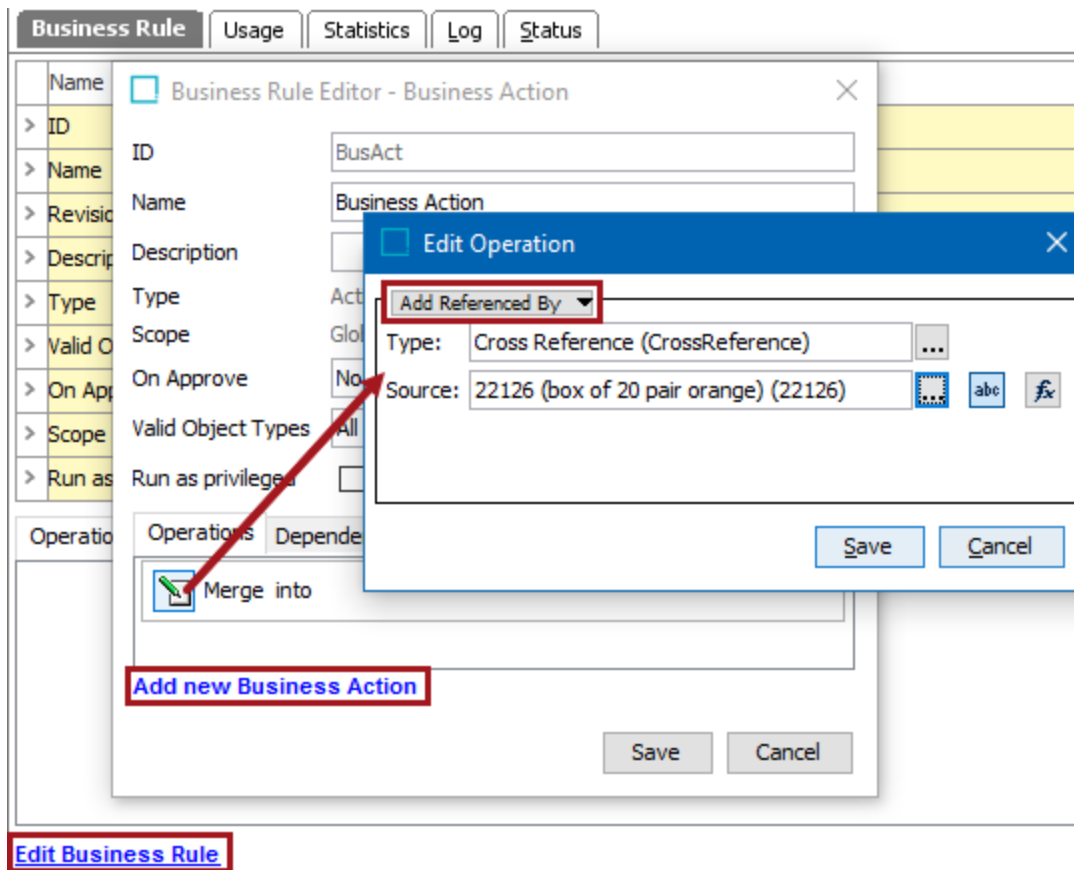 Business Rule Usage Statistics Log Status
Name
ID
Name
Revisio
Descrip
Type
Valid O
On App
Scope
Run as
Operatio
Business Rule Editor - Business Action
ID BusAct
Name Business Action
Description
Type Act
Scope Glo
On Approve No
Valid Object Types All
Run as privileged
Operations Depende
Merge into
Add new Business Action
Save Cancel
Edit Operation
Add Referenced By
Type: Cross Reference (CrossReference) ...
Source: 22126 (box of 20 pair orange) (22126) ... abc fx
Save Cancel
Edit Business Rule